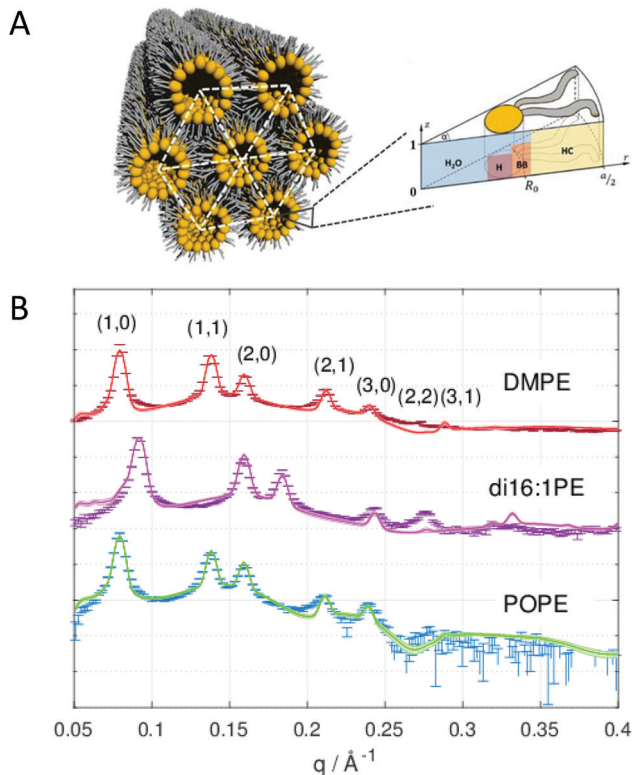 A
H₂O
H
BB
HC
z
1
0
α
R₀
r
a/2
B
(1,0)
(1,1)
(2,0)
(2,1)
(3,0)
(2,2)
(3,1)
DMPE
di16:1PE
POPE
0.05
0.1
0.15
0.2
0.25
0.3
0.35
0.4
q / Å⁻¹